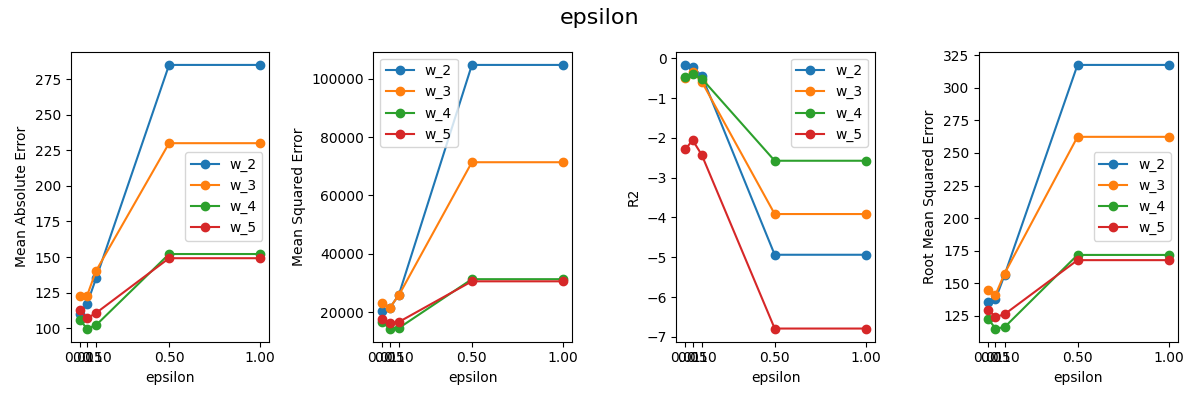 epsilon
Mean Absolute Error
275
250
225
200
175
150
125
100
w_2
w_3
w_4
w_5
0.50
1.00
epsilon
Mean Squared Error
100000
80000
60000
40000
20000
w_2
w_3
w_4
w_5
0.50
1.00
epsilon
R2
0
−1
−2
−3
−4
−5
−6
−7
w_2
w_3
w_4
w_5
0.50
1.00
epsilon
Root Mean Squared Error
325
300
275
250
225
200
175
150
125
w_2
w_3
w_4
w_5
0.50
1.00
epsilon